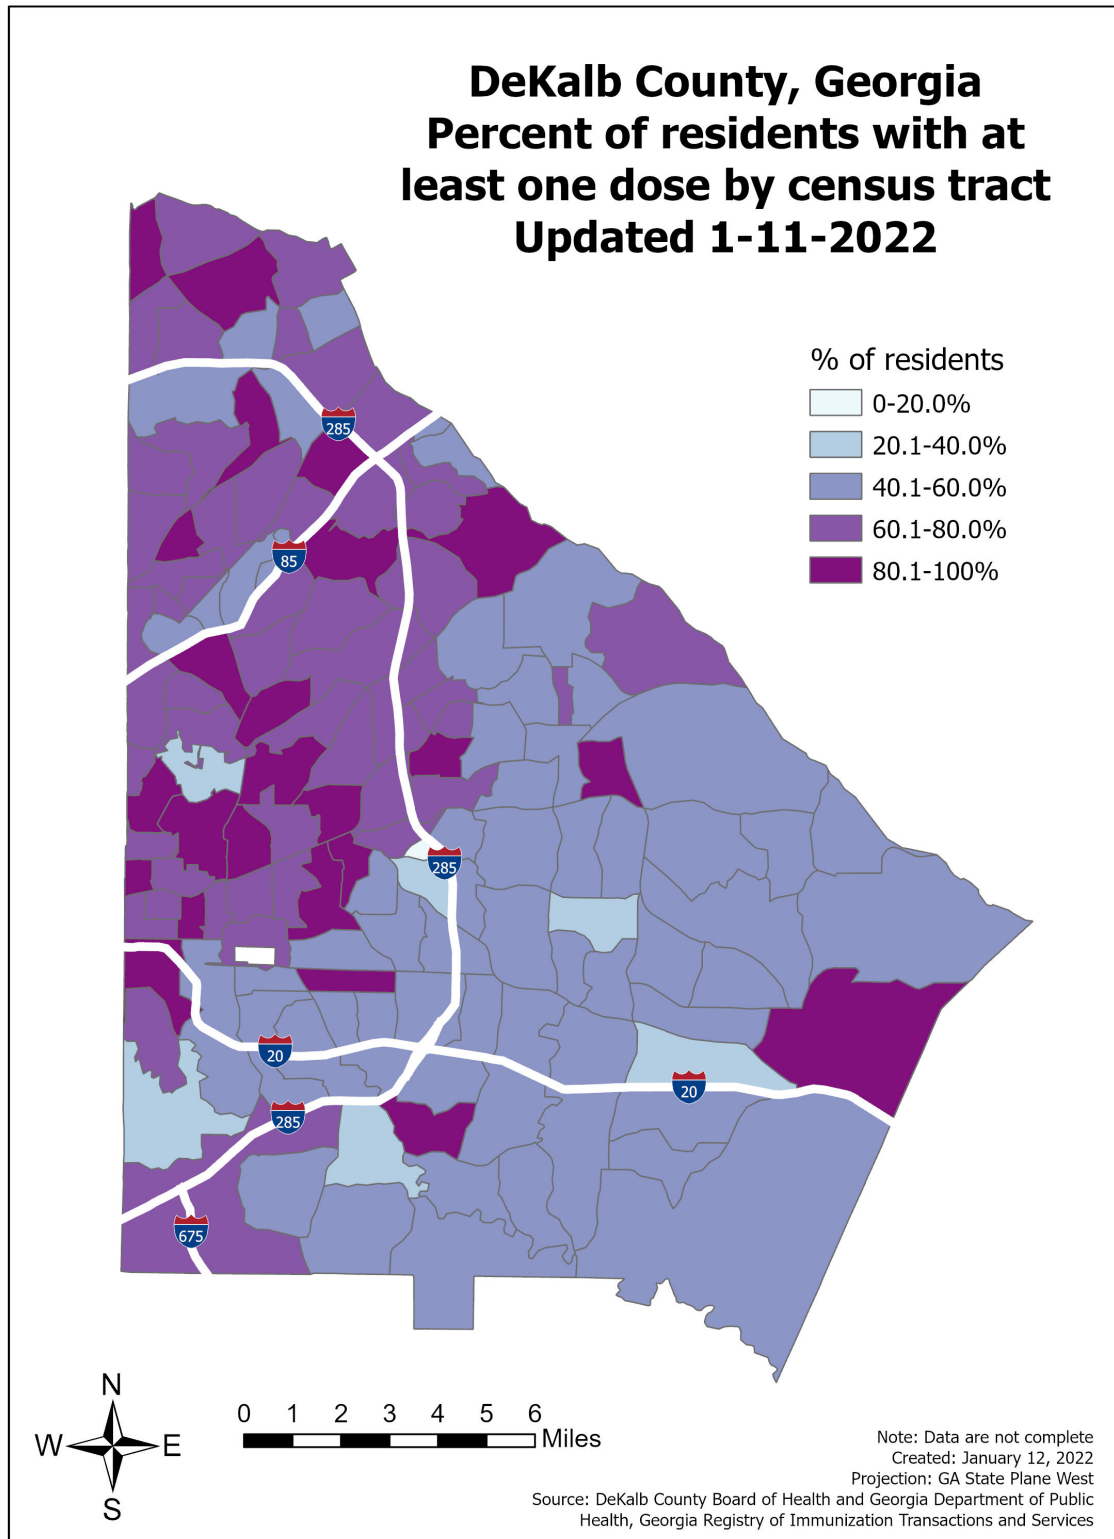 DeKalb County, Georgia
Percent of residents with at
least one dose by census tract
Updated 1-11-2022
% of residents
0-20.0%
20.1-40.0%
40.1-60.0%
60.1-80.0%
80.1-100%
285
85
285
20
20
285
675
N
W E
S
0 1 2 3 4 5 6
Miles
Note: Data are not complete
Created: January 12, 2022
Projection: GA State Plane West
Source: DeKalb County Board of Health and Georgia Department of Public
Health, Georgia Registry of Immunization Transactions and Services